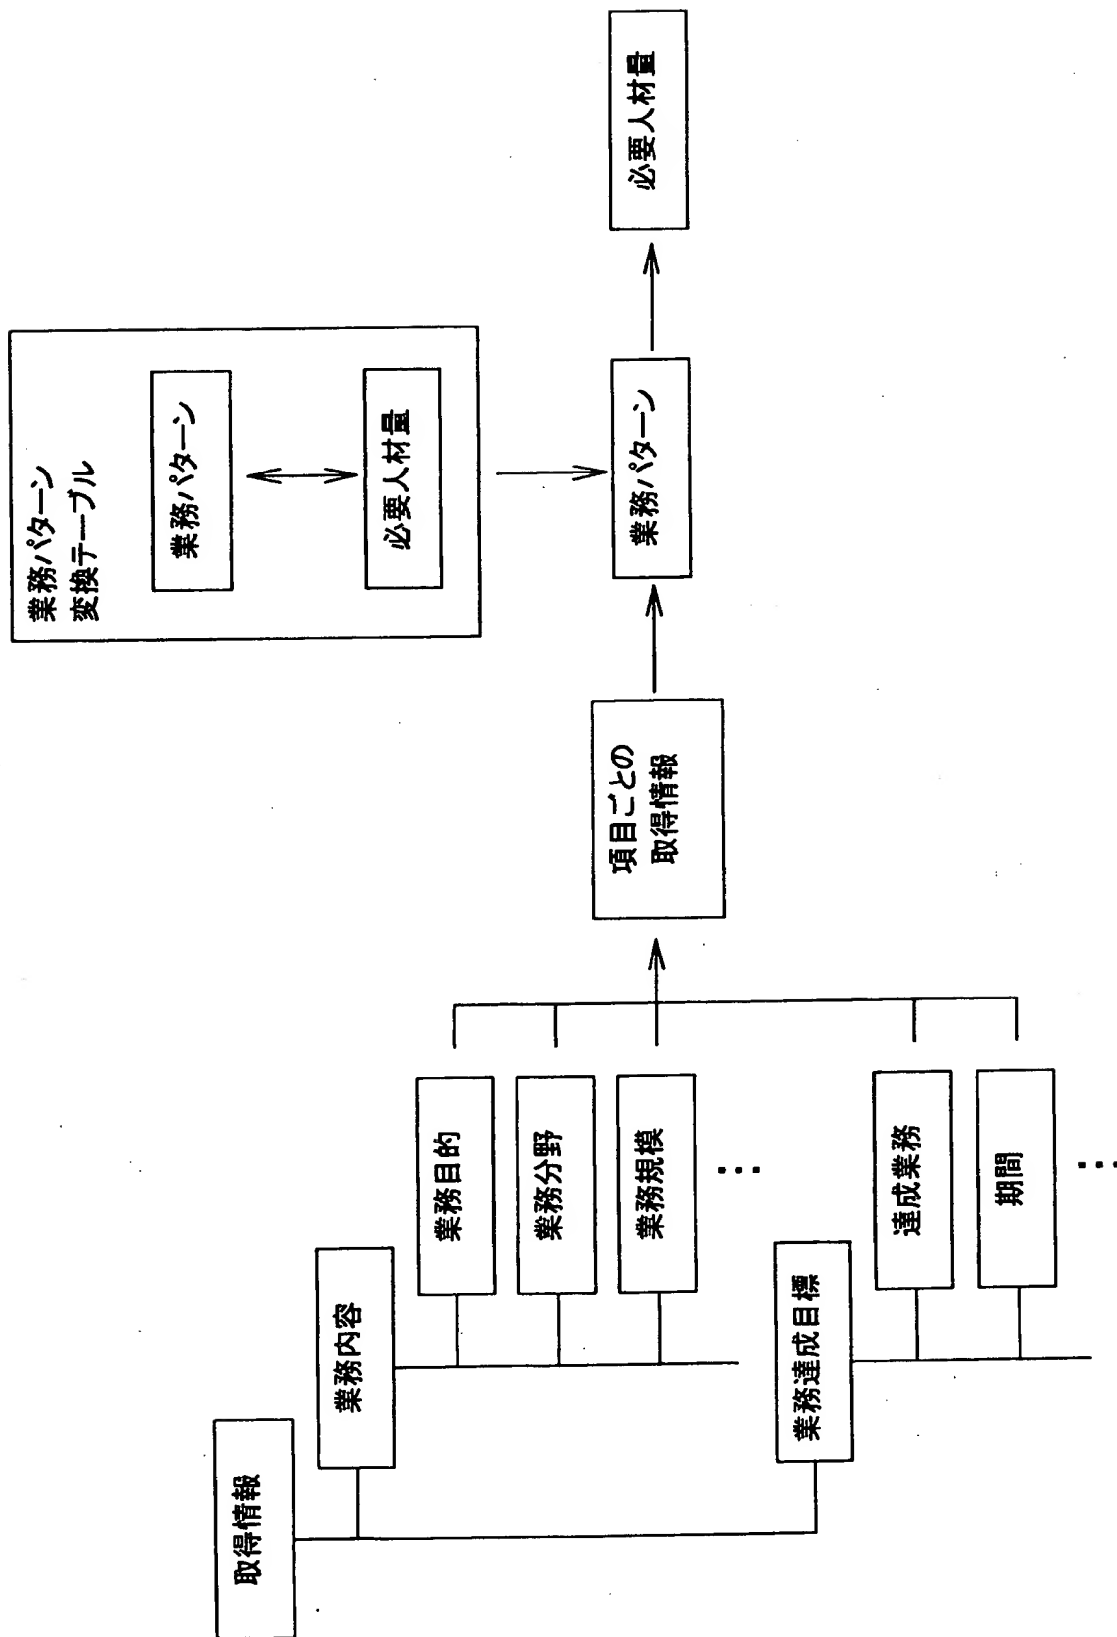 取得情報
業務内容
業務目的
業務分野
業務規模
…
業務達成目標
達成業務
期間
…
項目ごとの
取得情報
業務パターン
変換テーブル
業務パターン
必要人材量
業務パターン
必要人材量